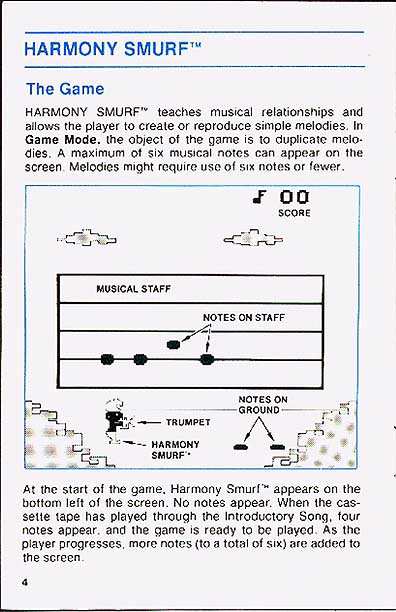 HARMONY SMURF™
The Game
HARMONY SMURF™ teaches musical relationships and
allows the player to create or reproduce simple melodies. In
Game Mode, the object of the game is to duplicate melo-
dies. A maximum of six musical notes can appear on the
screen. Melodies might require use of six notes or fewer.
00
SCORE
MUSICAL STAFF
NOTES ON STAFF
NOTES ON
GROUND
TRUMPET
HARMONY
SMURF™
At the start of the game, Harmony Smurf™ appears on the
bottom left of the screen. No notes appear. When the cas-
sette tape has played through the Introductory Song, four
notes appear, and the game is ready to be played. As the
player progresses, more notes (to a total of six) are added to
the screen.
4